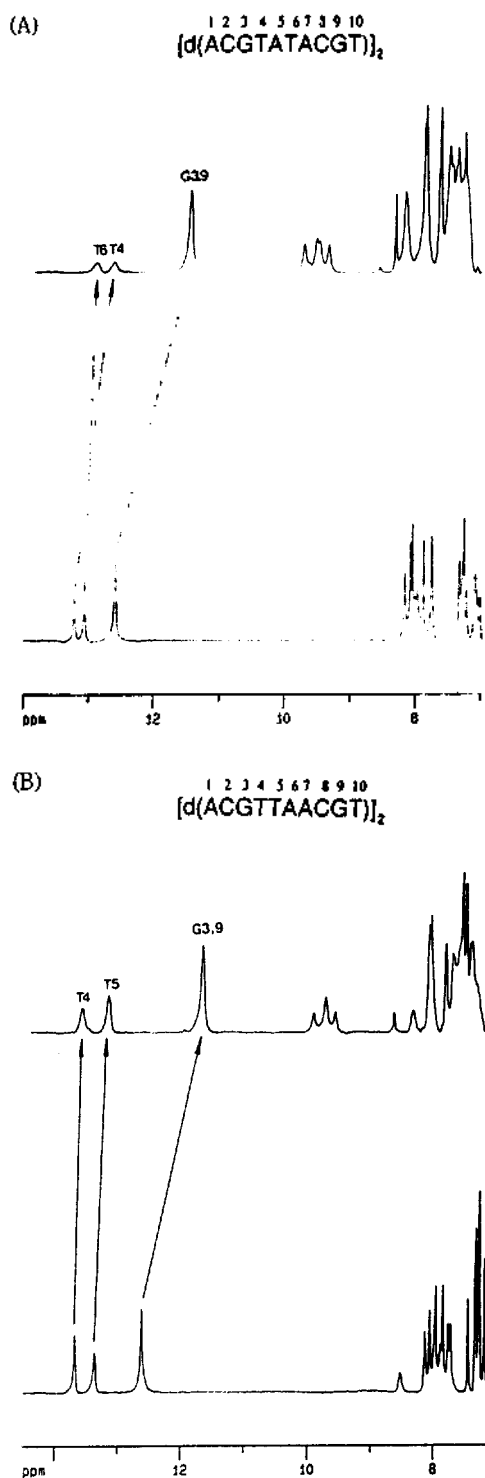 (A)
1 2 3 4 5 6 7 8 9 10
[d(ACGTATACGT)]2
G3,9
T6 T4
ppm 12 10 8
(B)
1 2 3 4 5 6 7 8 9 10
[d(ACGTTAACGT)]2
G3,9
T4 T5
ppm 12 10 8